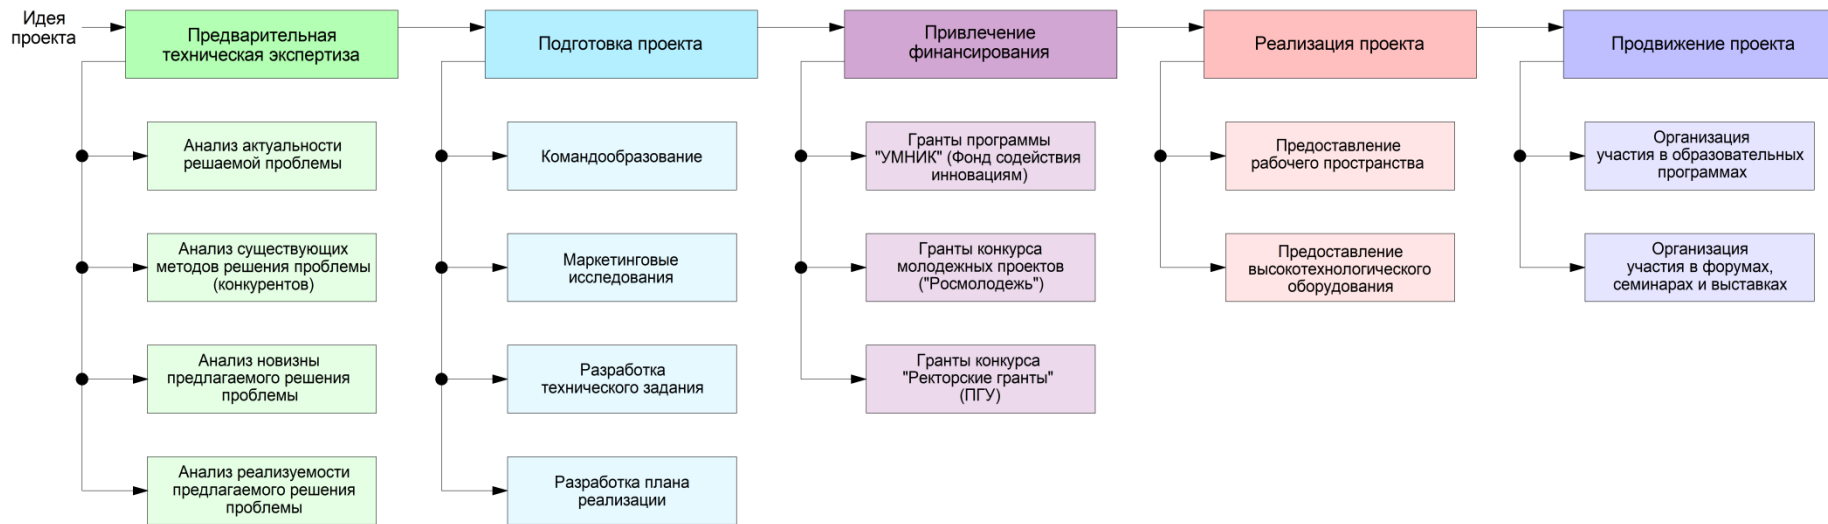 Идея
проекта
Предварительная
техническая экспертиза
Анализ актуальности
решаемой проблемы
Анализ существующих
методов решения проблемы
(конкурентов)
Анализ новизны
предлагаемого решения
проблемы
Анализ реализуемости
предлагаемого решения
проблемы
Подготовка проекта
Командообразование
Маркетинговые
исследования
Разработка
технического задания
Разработка плана
реализации
Привлечение
финансирования
Гранты программы
"УМНИК" (Фонд содействия
инновациям)
Гранты конкурса
молодежных проектов
("Росмолодежь")
Гранты конкурса
"Ректорские гранты"
(ПГУ)
Реализация проекта
Предоставление
рабочего пространства
Предоставление
высокотехнологического
оборудования
Продвижение проекта
Организация
участия в образовательных
программах
Организация
участия в форумах,
семинарах и выставках